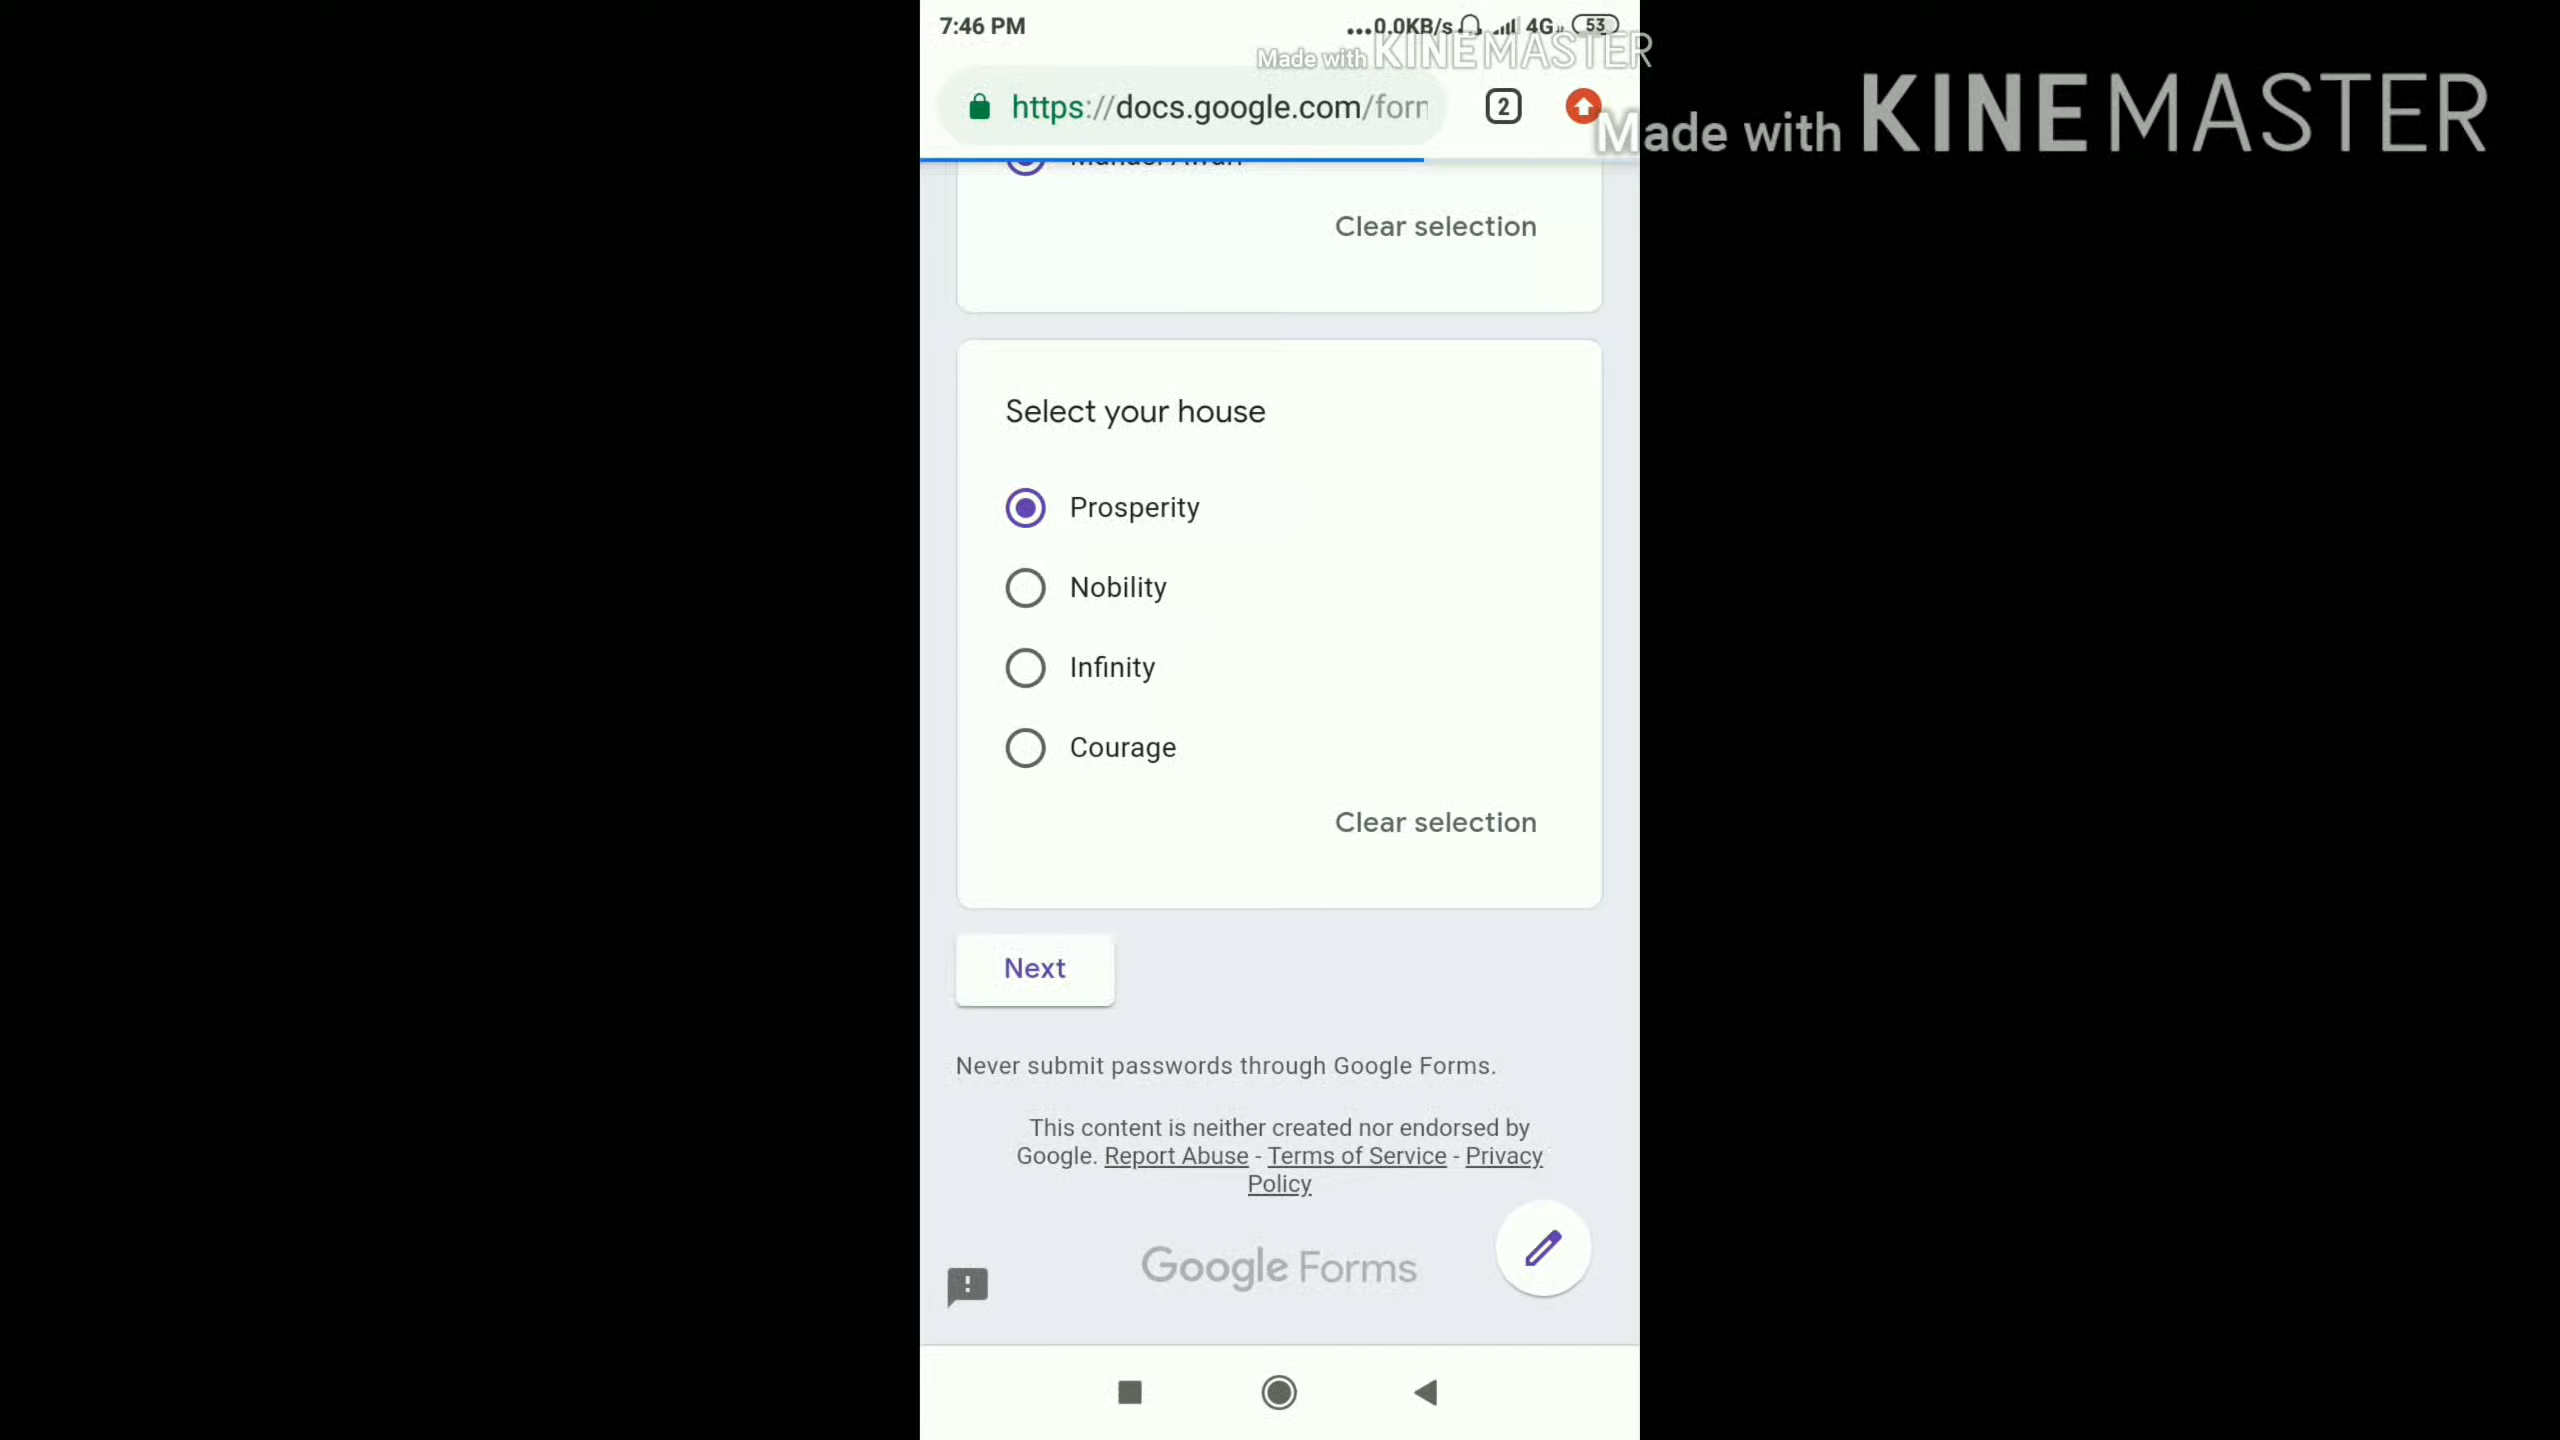 7:46 PM
...0.0KB/s 4G 53
Made with KINEMASTER
https://docs.google.com/forn
2
Made with KINEMASTER
Clear selection
Select your house
Prosperity
Nobility
Infinity
Courage
Clear selection
Next
Never submit passwords through Google Forms.
This content is neither created nor endorsed by
Google. Report Abuse - Terms of Service - Privacy
Policy
Google Forms